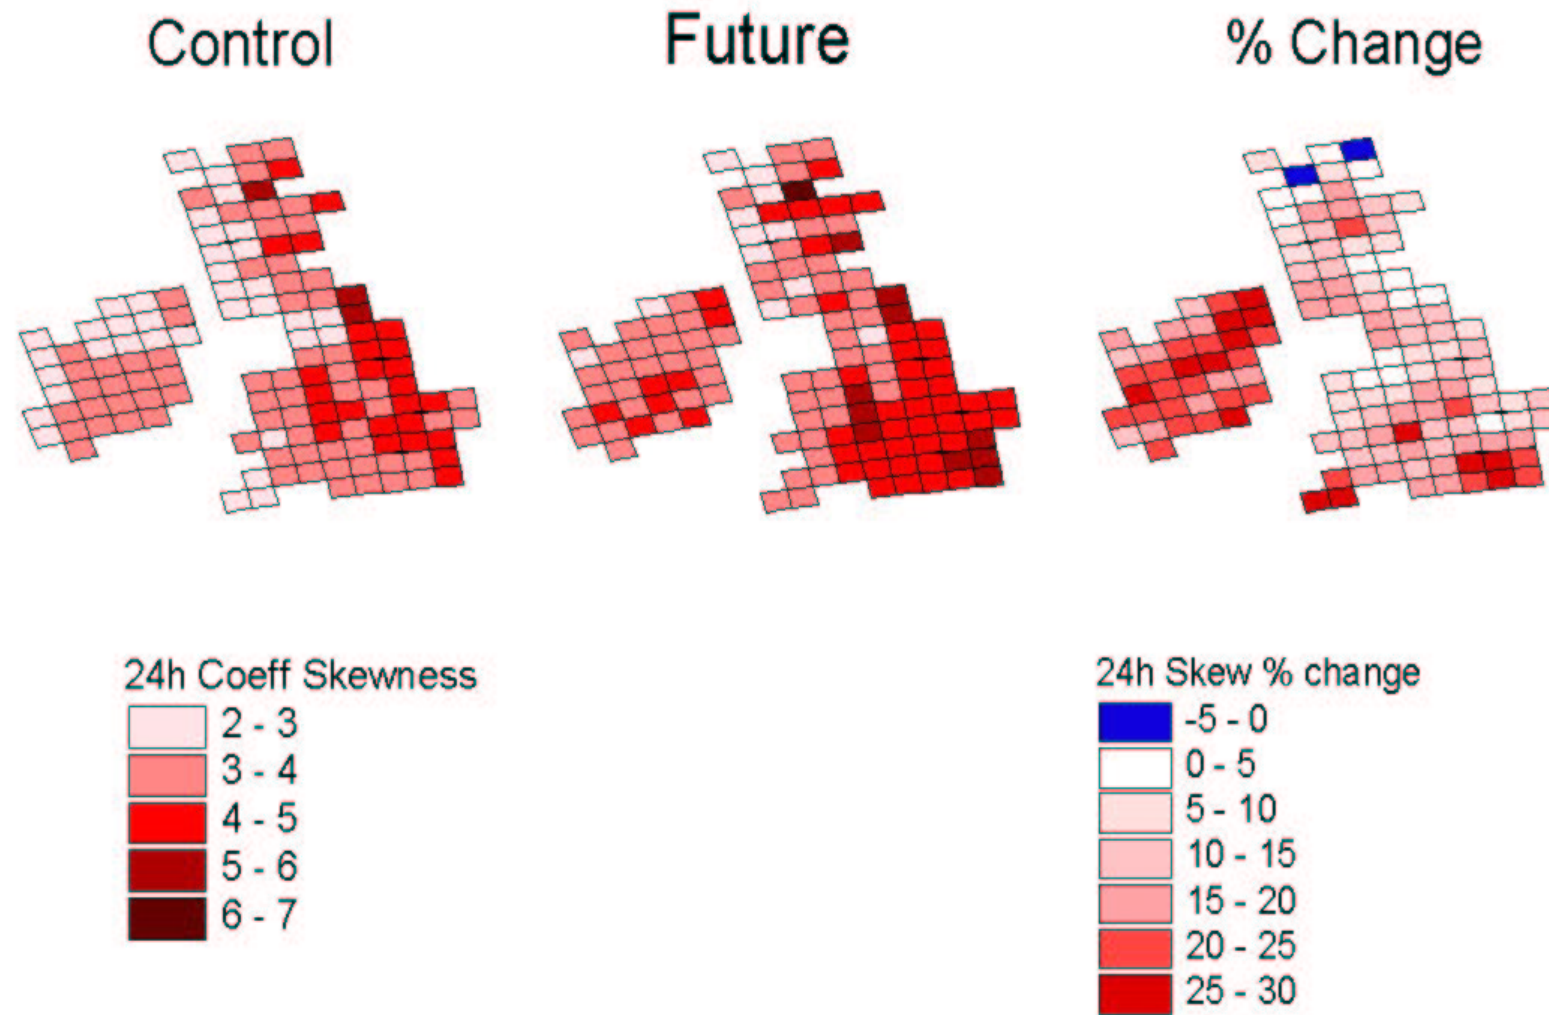 Control
Future
% Change
24h Coeff Skewness
2 - 3
3 - 4
4 - 5
5 - 6
6 - 7
24h Skew % change
-5 - 0
0 - 5
5 - 10
10 - 15
15 - 20
20 - 25
25 - 30